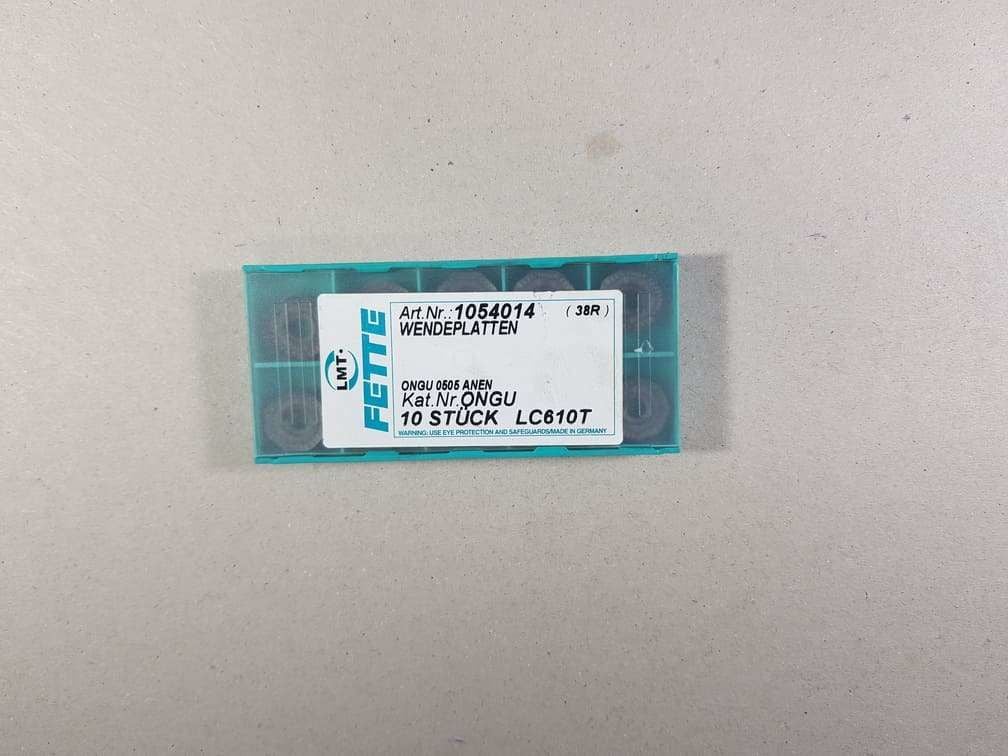 LMT
FETTE
Art.Nr.:1054014 (38R)
WENDEPLATTEN
ONGU 0505 ANEN
Kat.Nr.ONGU
10 STÜCK LC610T
WARNING: USE EYE PROTECTION AND SAFEGUARDS/MADE IN GERMANY